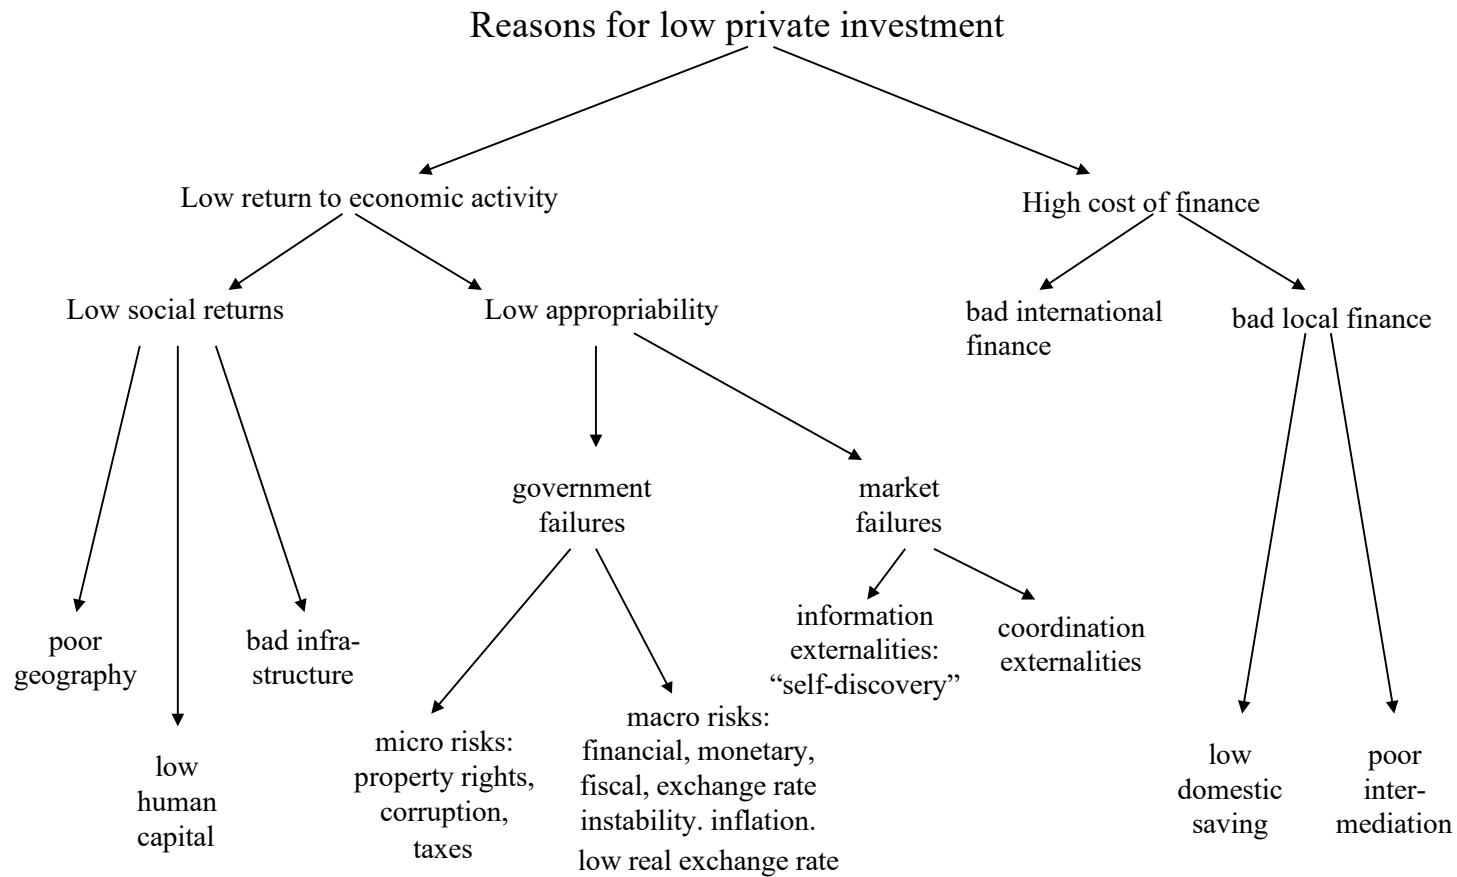 Reasons for low private investment
Low return to economic activity
High cost of finance
Low social returns
Low appropriability
bad international
finance
bad local finance
government
failures
market
failures
poor
geography
bad infra-
structure
information
externalities:
“self-discovery”
coordination
externalities
low
human
capital
micro risks:
property rights,
corruption,
taxes
macro risks:
financial, monetary,
fiscal, exchange rate
instability. inflation.
low real exchange rate
low
domestic
saving
poor
inter-
mediation